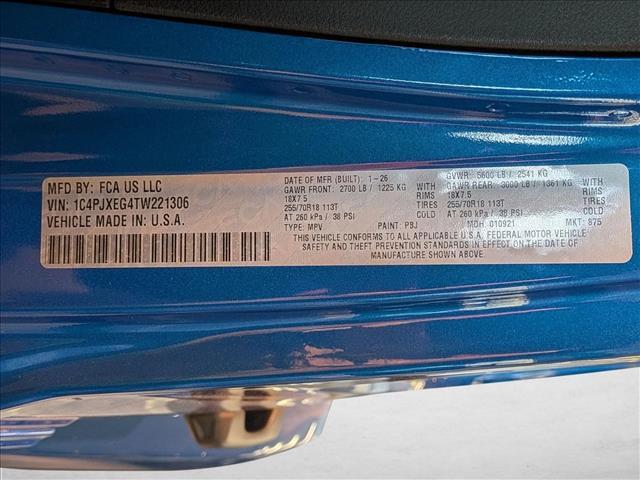 MFD BY: FCA US LLC
VIN: 1C4PJXEG4TW221306
VEHICLE MADE IN U.S.A.
DATE OF MFR (BUILT): 1-26
GAWR FRONT: 2700 LB / 1225 KG WITH
18X7.5 RIMS
255/70R18 113T TIRES
AT 260 kPa / 38 PSI COLD
TYPE: MPV PAINT: PBJ
GVWR: 5600 LB / 2541 KG
GAWR REAR: 3000 LB / 1361 KG WITH
18X7.5 RIMS
255/70R18 113T TIRES
AT 260 kPa / 38 PSI COLD
MDH: 010921 875
THIS VEHICLE CONFORMS TO ALL APPLICABLE U.S.A. FEDERAL MOTOR VEHICLE
SAFETY, BUMPER, AND THEFT PREVENTION STANDARDS IN EFFECT ON THE DATE OF
MANUFACTURE SHOWN ABOVE.